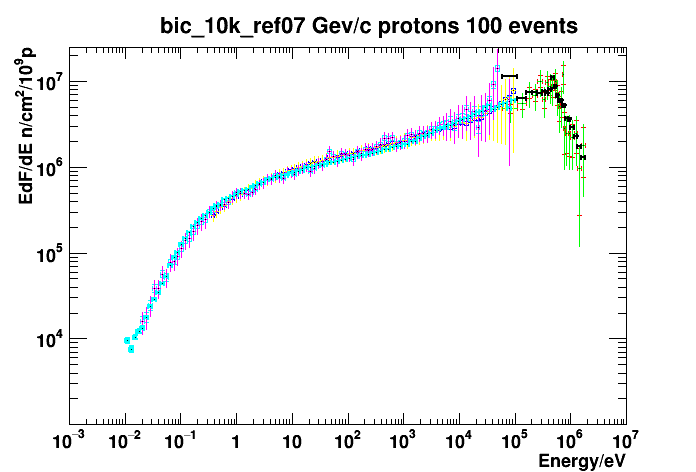 bic_10k_ref07 Gev/c protons 100 events
EdF/dE n/cm²/10⁹p
10⁷
10⁶
10⁵
10⁴
10⁻³ 10⁻² 10⁻¹ 1 10 10² 10³ 10⁴ 10⁵ 10⁶ 10⁷
Energy/eV